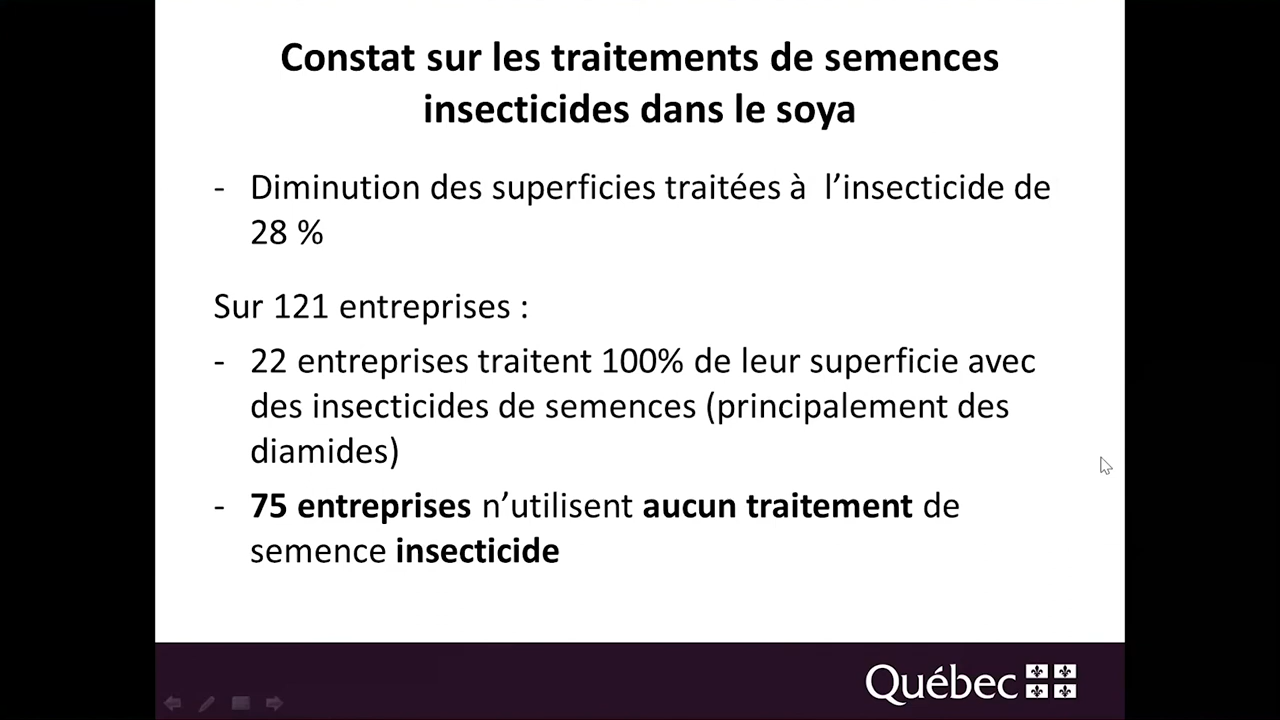 Constat sur les traitements de semences
insecticides dans le soya
- Diminution des superficies traitées à l’insecticide de
28 %
Sur 121 entreprises :
- 22 entreprises traitent 100% de leur superficie avec
des insecticides de semences (principalement des
diamides)
- 75 entreprises n’utilisent aucun traitement de
semence insecticide
Québec